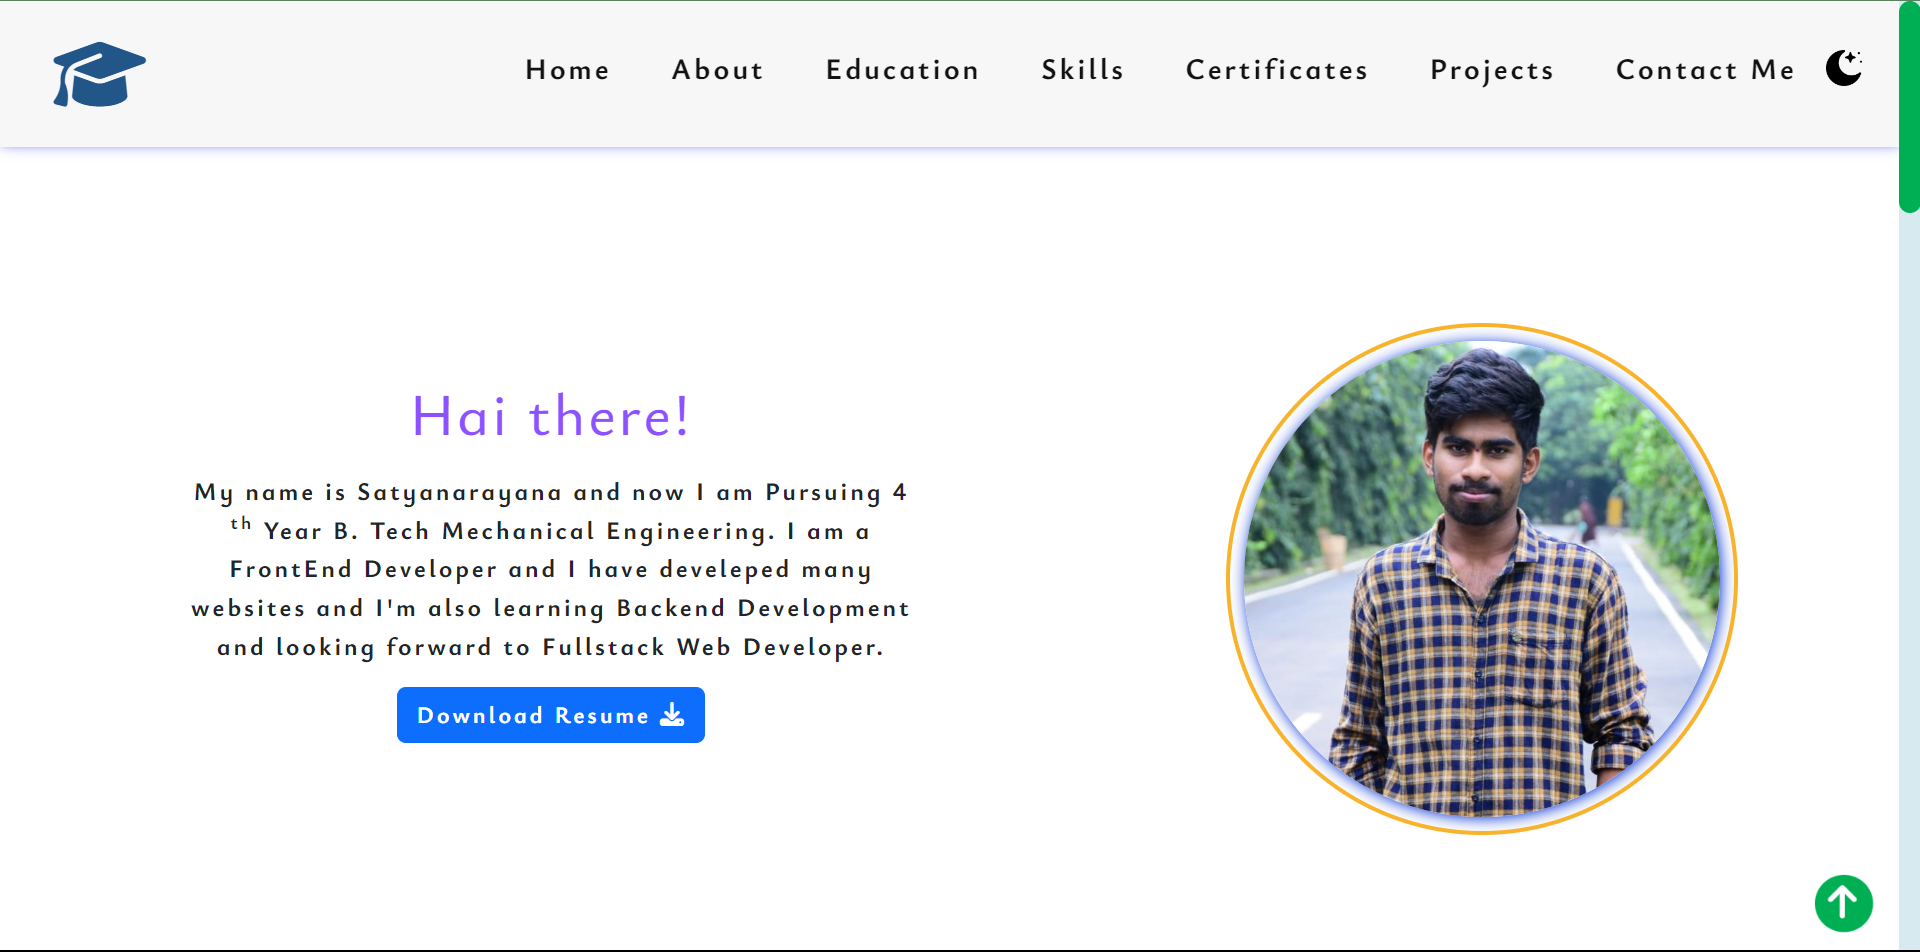 Home About Education Skills Certificates Projects Contact Me
Hai there!
My name is Satyanarayana and now I am Pursuing 4
th Year B. Tech Mechanical Engineering. I am a
FrontEnd Developer and I have develeped many
websites and I'm also learning Backend Development
and looking forward to Fullstack Web Developer.
Download Resume